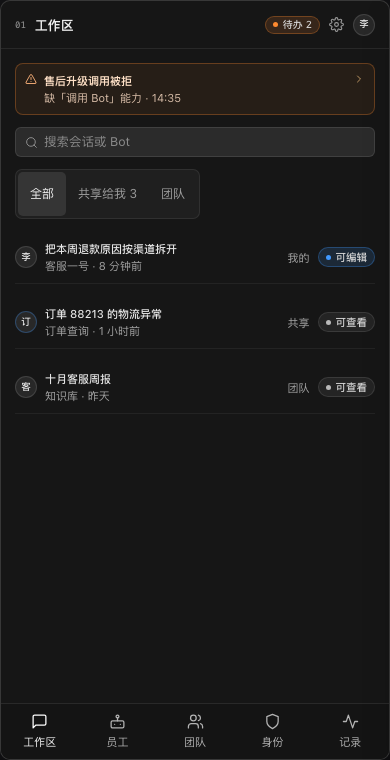 01 工作区 待办 2 李
售后升级调用被拒
缺「调用 Bot」能力 · 14:35
搜索会话或 Bot
全部 共享给我 3 团队
李 把本周退款原因按渠道拆开
客服一号 · 8 分钟前 我的 可编辑
订 订单 88213 的物流异常
订单查询 · 1 小时前 共享 可查看
客 十月客服周报
知识库 · 昨天 团队 可查看
工作区 员工 团队 身份 记录